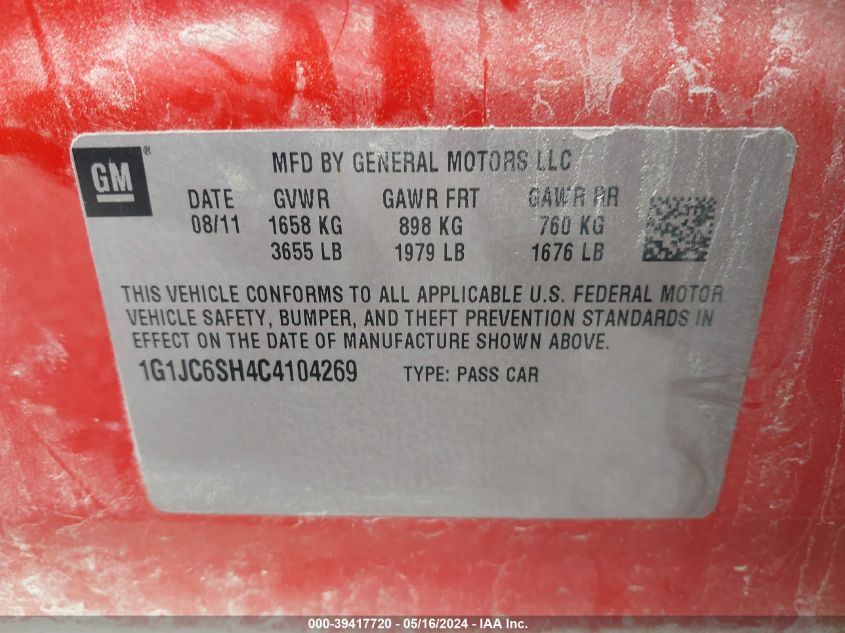 GM®
MFD BY GENERAL MOTORS LLC
DATE GVWR GAWR FRT GAWR RR
08/11 1658 KG 898 KG 760 KG
3655 LB 1979 LB 1676 LB
THIS VEHICLE CONFORMS TO ALL APPLICABLE U.S. FEDERAL MOTOR
VEHICLE SAFETY, BUMPER, AND THEFT PREVENTION STANDARDS IN
EFFECT ON THE DATE OF MANUFACTURE SHOWN ABOVE.
1G1JC6SH4C4104269 TYPE: PASS CAR
000-39417720 - 05/16/2024 - IAA Inc.